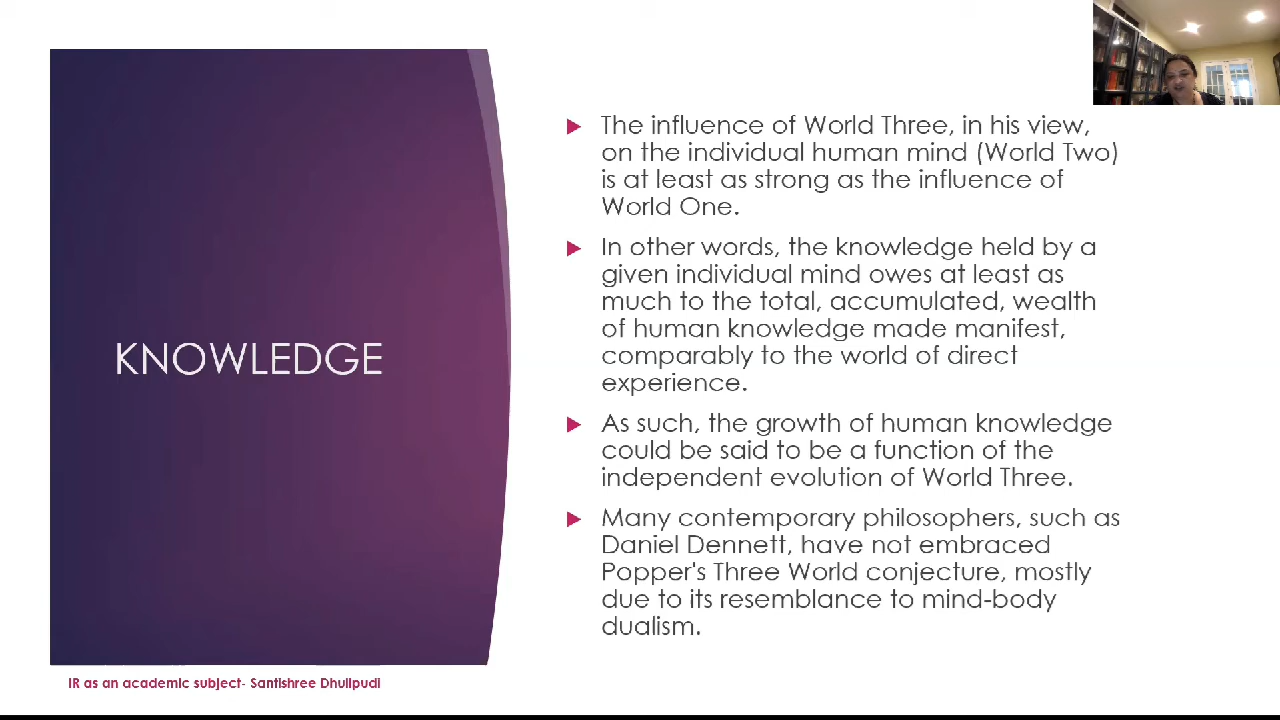 KNOWLEDGE
The influence of World Three, in his view,
on the individual human mind (World Two)
is at least as strong as the influence of
World One.
In other words, the knowledge held by a
given individual mind owes at least as
much to the total, accumulated, wealth
of human knowledge made manifest,
comparably to the world of direct
experience.
As such, the growth of human knowledge
could be said to be a function of the
independent evolution of World Three.
Many contemporary philosophers, such as
Daniel Dennett, have not embraced
Popper's Three World conjecture, mostly
due to its resemblance to mind-body
dualism.
IR as an academic subject- Santishree Dhulipudi